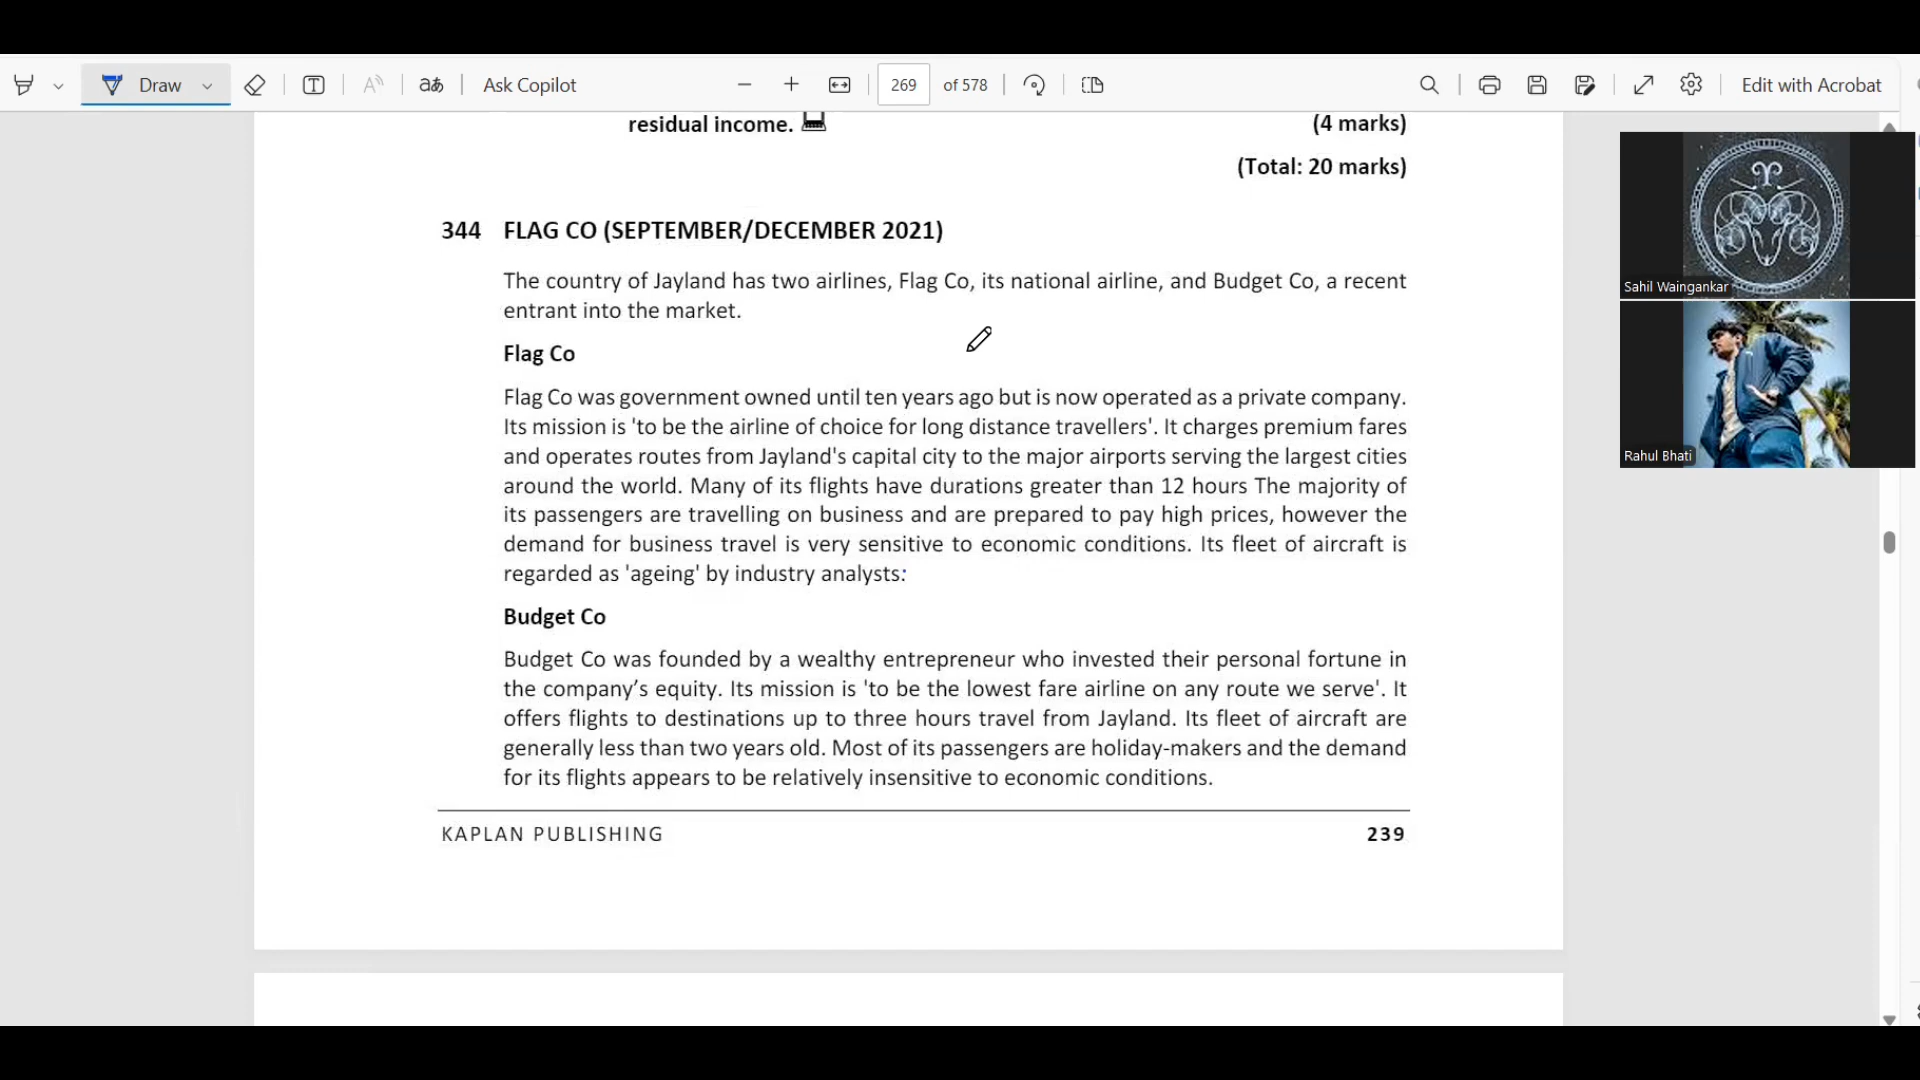 Draw
Ask Copilot
269 of 578
Edit with Acrobat
residual income. (4 marks)
(Total: 20 marks)
344 FLAG CO (SEPTEMBER/DECEMBER 2021)
The country of Jayland has two airlines, Flag Co, its national airline, and Budget Co, a recent
entrant into the market.
Flag Co
Flag Co was government owned until ten years ago but is now operated as a private company.
Its mission is 'to be the airline of choice for long distance travellers'. It charges premium fares
and operates routes from Jayland's capital city to the major airports serving the largest cities
around the world. Many of its flights have durations greater than 12 hours The majority of
its passengers are travelling on business and are prepared to pay high prices, however the
demand for business travel is very sensitive to economic conditions. Its fleet of aircraft is
regarded as 'ageing' by industry analysts:
Budget Co
Budget Co was founded by a wealthy entrepreneur who invested their personal fortune in
the company’s equity. Its mission is 'to be the lowest fare airline on any route we serve'. It
offers flights to destinations up to three hours travel from Jayland. Its fleet of aircraft are
generally less than two years old. Most of its passengers are holiday-makers and the demand
for its flights appears to be relatively insensitive to economic conditions.
KAPLAN PUBLISHING 239
Sahil Waingankar
Rahul Bhati